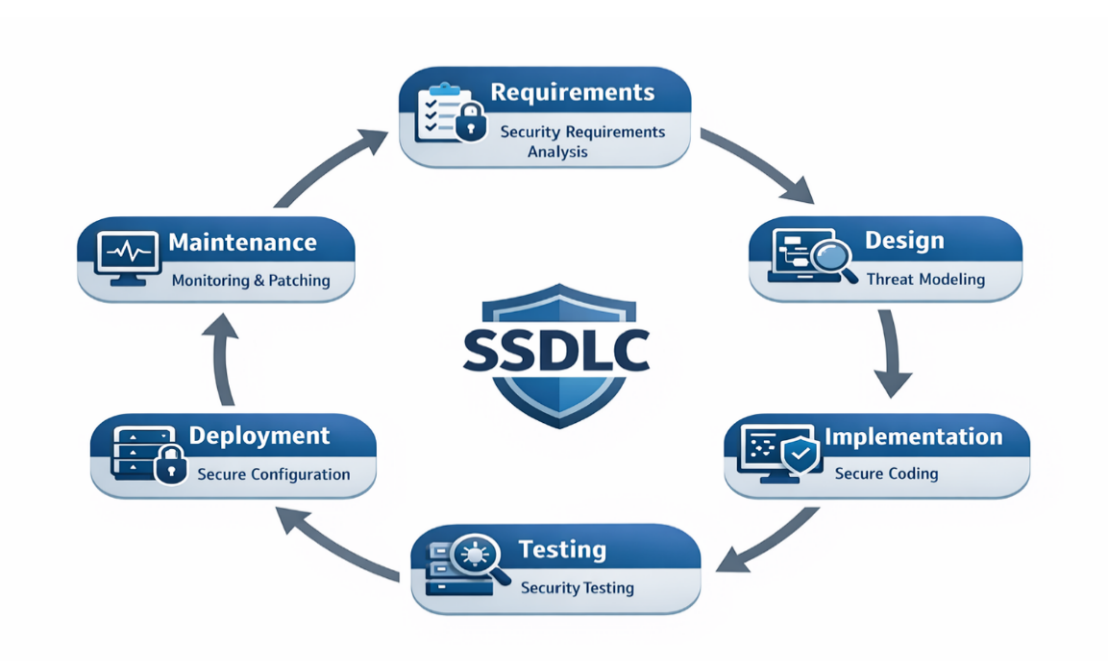 Requirements
Security Requirements
Analysis
Design
Threat Modeling
Implementation
Secure Coding
Testing
Security Testing
Deployment
Secure Configuration
Maintenance
Monitoring & Patching
SSDLC